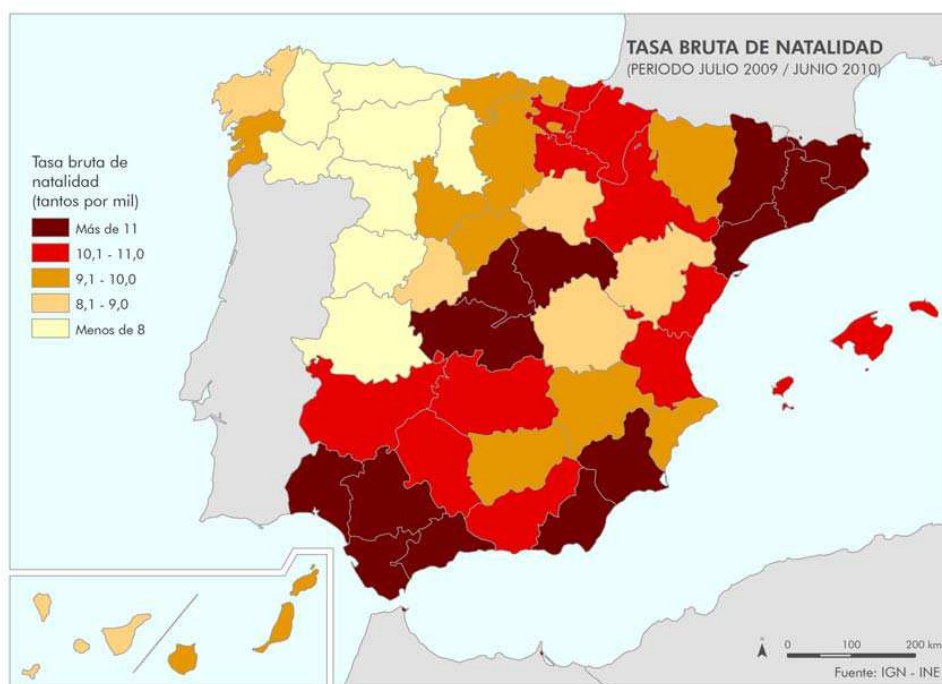 TASA BRUTA DE NATALIDAD
(PERIODO JULIO 2009 / JUNIO 2010)
Tasa bruta de
natalidad
(tantos por mil)
Más de 11
10,1 - 11,0
9,1 - 10,0
8,1 - 9,0
Menos de 8
N
0 100 200 km
Fuente: IGN - INE